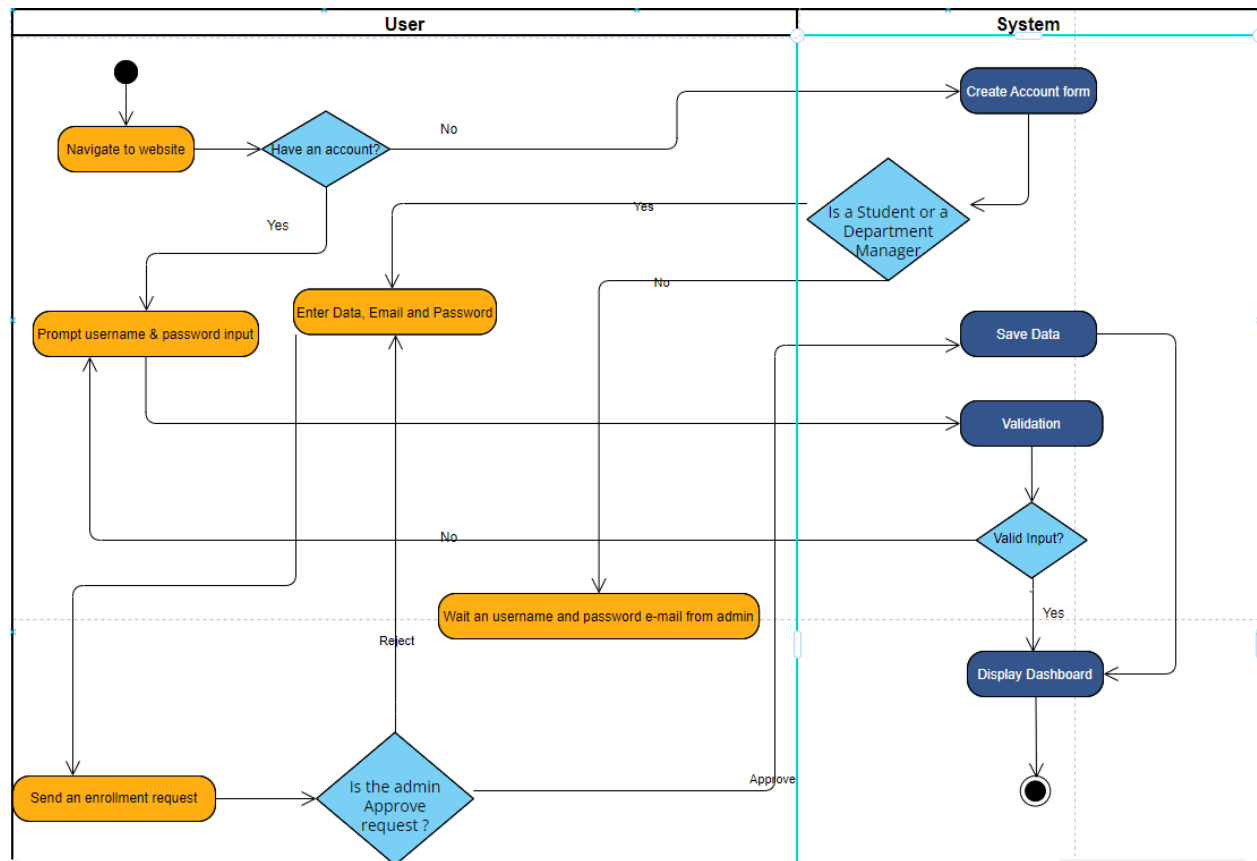 User
System
Create Account form
No
Navigate to website
Have an account?
Yes
Is a Student or a
Department
Manager
Yes
No
Enter Data, Email and Password
Prompt username & password input
Save Data
Validation
No
Valid Input?
Wait an username and password e-mail from admin
Yes
Reject
Display Dashboard
Approve
Send an enrollment request
Is the admin
Approve
request ?